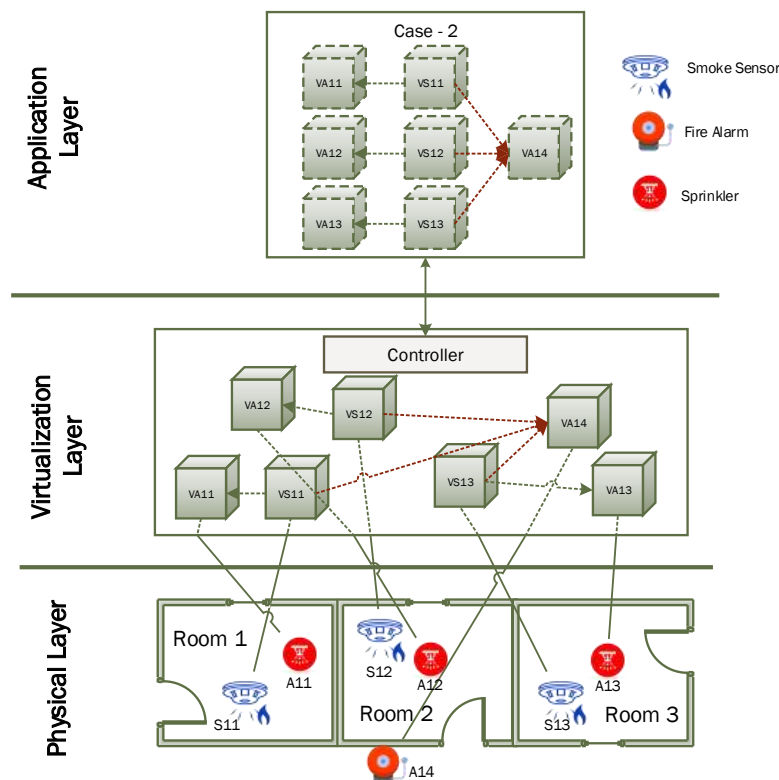 Application
Layer
Case - 2
VA11
VS11
VA12
VS12
VA14
VA13
VS13
Smoke Sensor
Fire Alarm
Sprinkler
Virtualization
Layer
Controller
VA12
VS12
VA14
VA11
VS11
VS13
VA13
Physical Layer
Room 1
A11
S11
S12
A12
Room 2
A13
S13
Room 3
A14